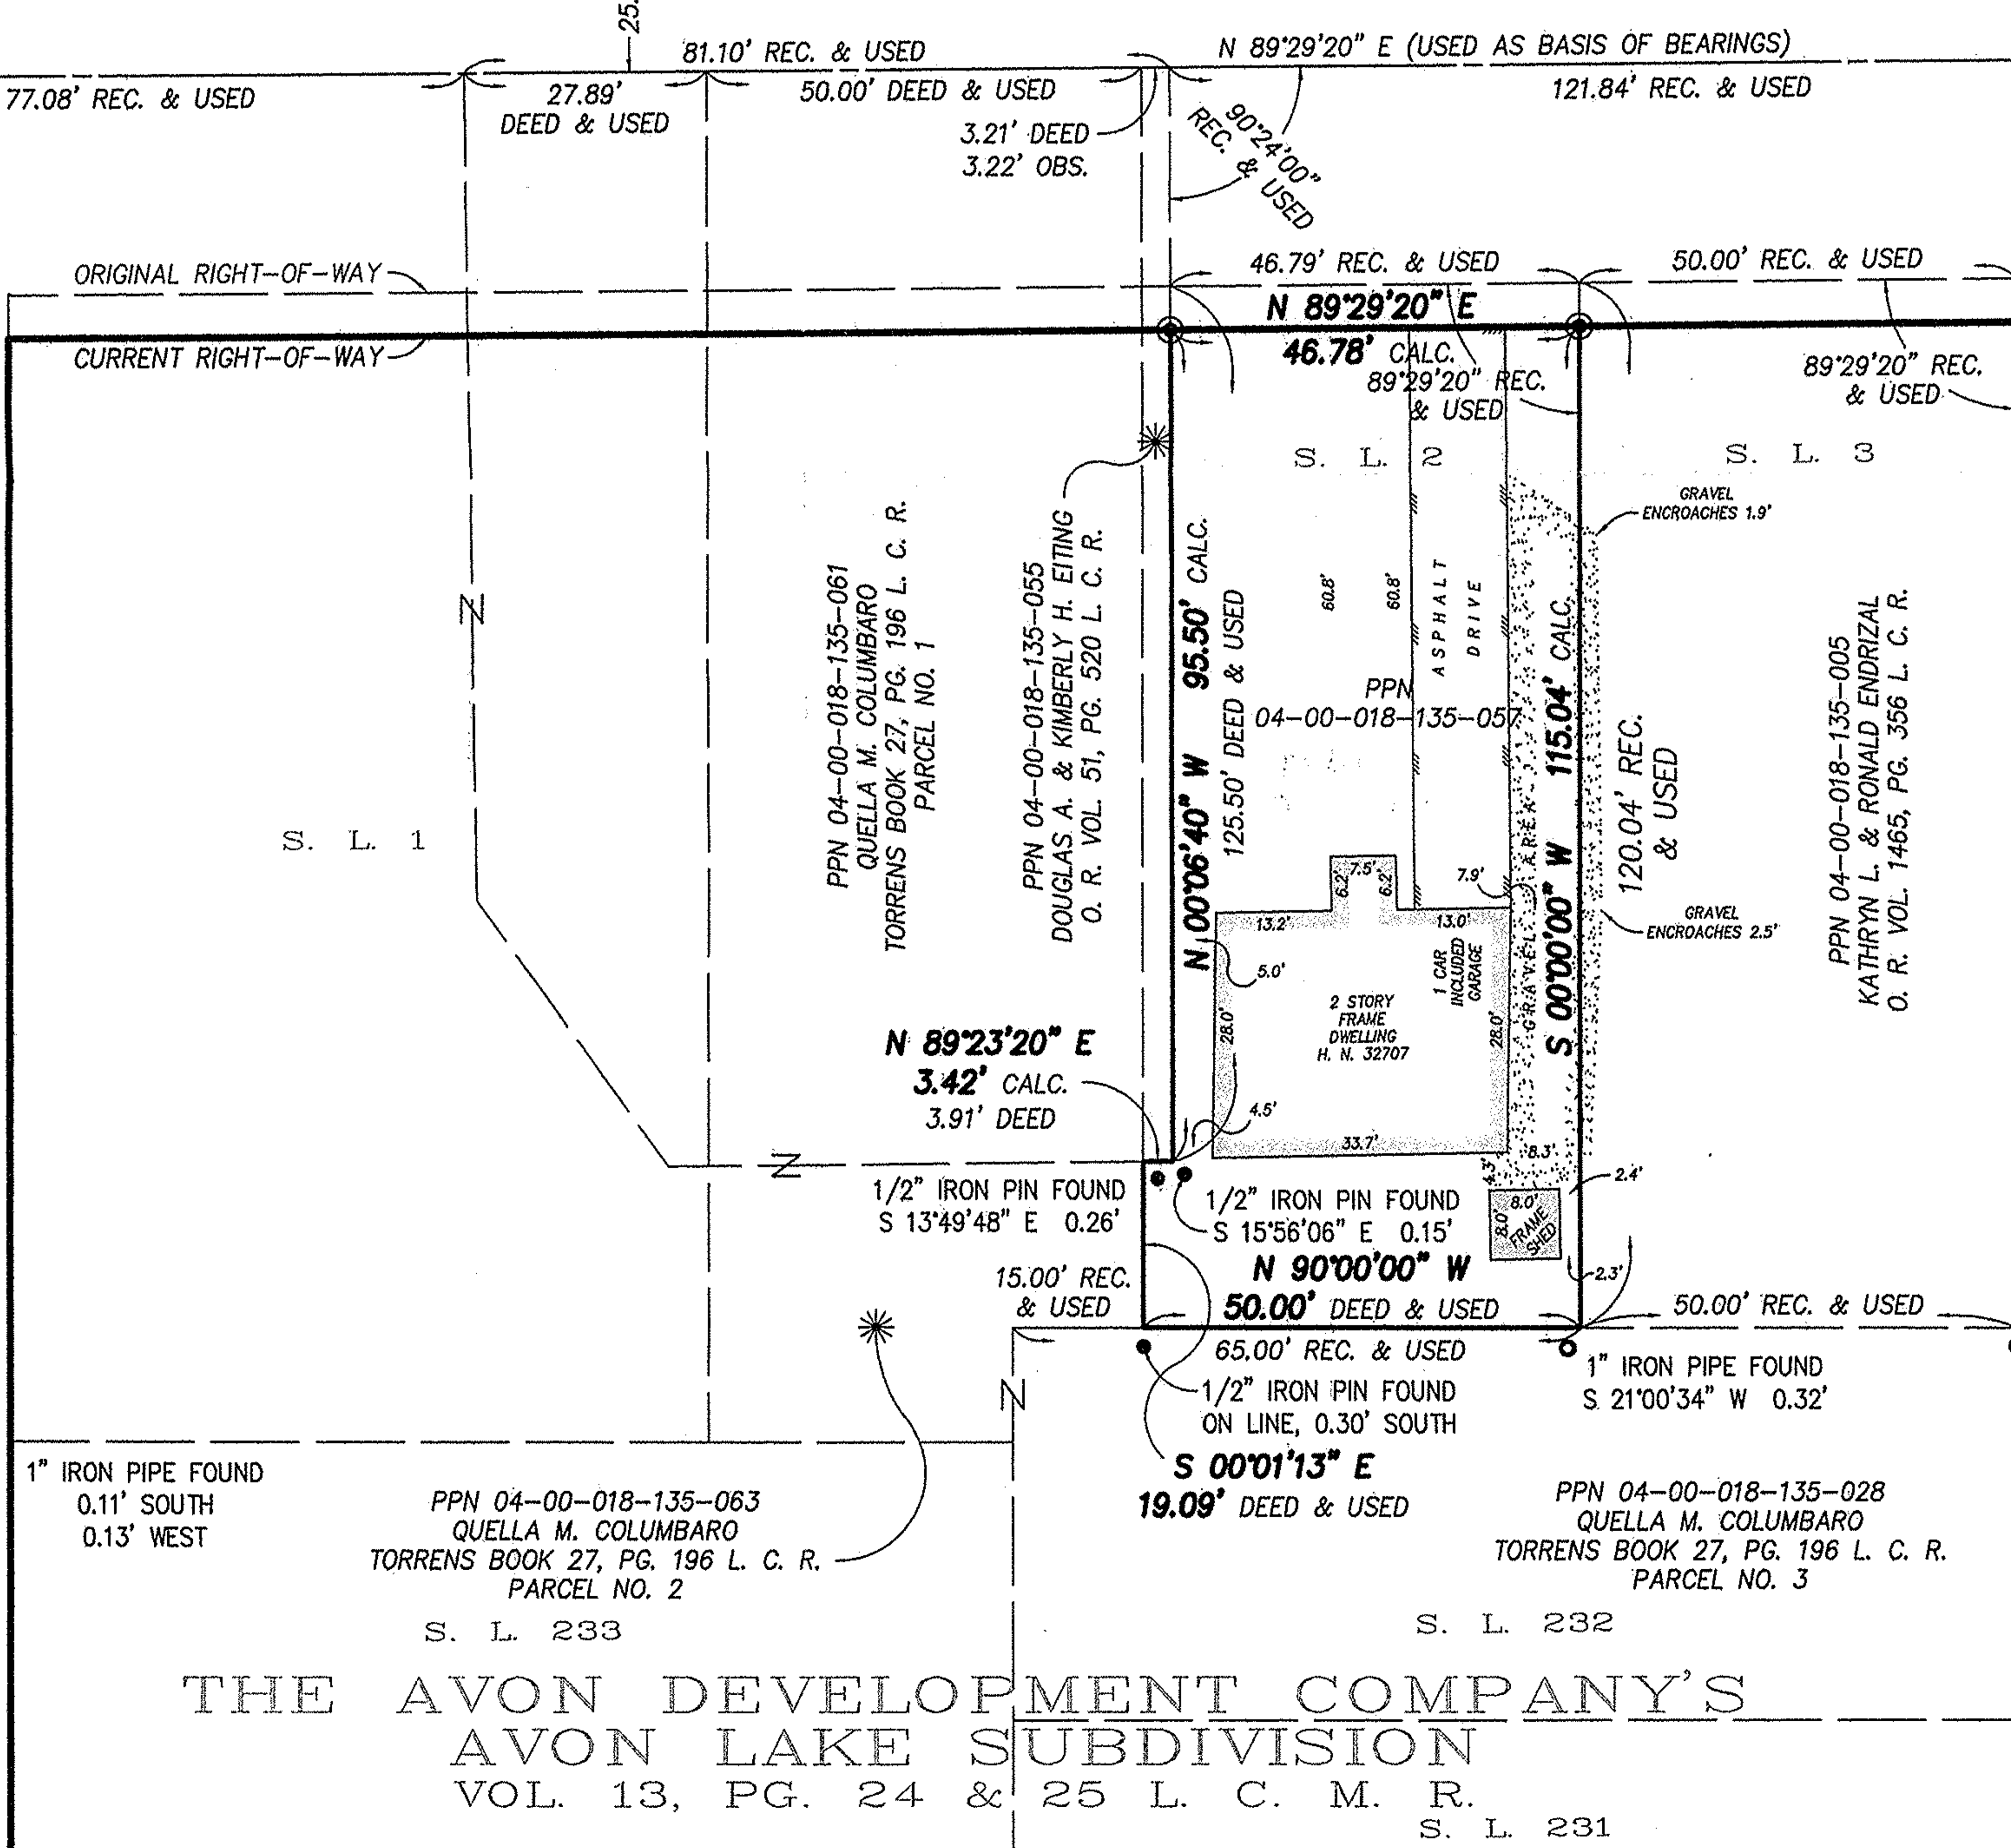 25.
81.10' REC. & USED
N 89°29'20" E (USED AS BASIS OF BEARINGS)
77.08' REC. & USED
27.89'
DEED & USED
50.00' DEED & USED
121.84' REC. & USED
3.21' DEED
3.22' OBS.
90°24'00"
REC. & USED
ORIGINAL RIGHT-OF-WAY
46.79' REC. & USED
50.00' REC. & USED
N 89°29'20" E
CURRENT RIGHT-OF-WAY
46.78' CALC.
89°29'20" REC.
& USED
89°29'20" REC.
& USED
S. L. 2
S. L. 3
GRAVEL
ENCROACHES 1.9'
PPN 04-00-018-135-061
QUELLA M. COLUMBARO
TORRENS BOOK 27, PG. 196 L. C. R.
PARCEL NO. 1
PPN 04-00-018-135-055
DOUGLAS A. & KIMBERLY H. EITING
O. R. VOL 51, PG. 520 L. C. R.
N 00°06'40" W 95.50' CALC.
125.50' DEED & USED
60.8'
60.8'
ASPHALT
DRIVE
PPN
04-00-018-135-057
GRAVEL AREA
S 00°00'00" W 115.04' CALC.
120.04' REC.
& USED
PPN 04-00-018-135-005
KATHRYN L. & RONALD ENDRIZAL
O. R. VOL. 1465, PG. 356 L. C. R.
S. L. 1
7.5'
6.2'
6.2'
7.9'
13.2'
13.0'
GRAVEL
ENCROACHES 2.5'
5.0'
1 CAR
INCLUDED
GARAGE
2 STORY
FRAME
DWELLING
H. N. 32707
28.0'
28.0'
N 89°23'20" E
3.42' CALC.
3.91' DEED
4.5'
33.7'
8.3'
4.3'
2.4'
1/2" IRON PIN FOUND
S 13°49'48" E 0.26'
1/2" IRON PIN FOUND
S 15°56'06" E 0.15'
8.0'
8.0'
FRAME
SHED
2.3'
15.00' REC.
& USED
N 90°00'00" W
50.00' DEED & USED
50.00' REC. & USED
65.00' REC. & USED
1/2" IRON PIN FOUND
ON LINE, 0.30' SOUTH
1" IRON PIPE FOUND
S 21°00'34" W 0.32'
S 00°01'13" E
19.09' DEED & USED
1" IRON PIPE FOUND
0.11' SOUTH
0.13' WEST
PPN 04-00-018-135-063
QUELLA M. COLUMBARO
TORRENS BOOK 27, PG. 196 L. C. R.
PARCEL NO. 2
PPN 04-00-018-135-028
QUELLA M. COLUMBARO
TORRENS BOOK 27, PG. 196 L. C. R.
PARCEL NO. 3
S. L. 233
S. L. 232
THE AVON DEVELOPMENT COMPANY'S
AVON LAKE SUBDIVISION
VOL. 13, PG. 24 & 25 L. C. M. R.
S. L. 231